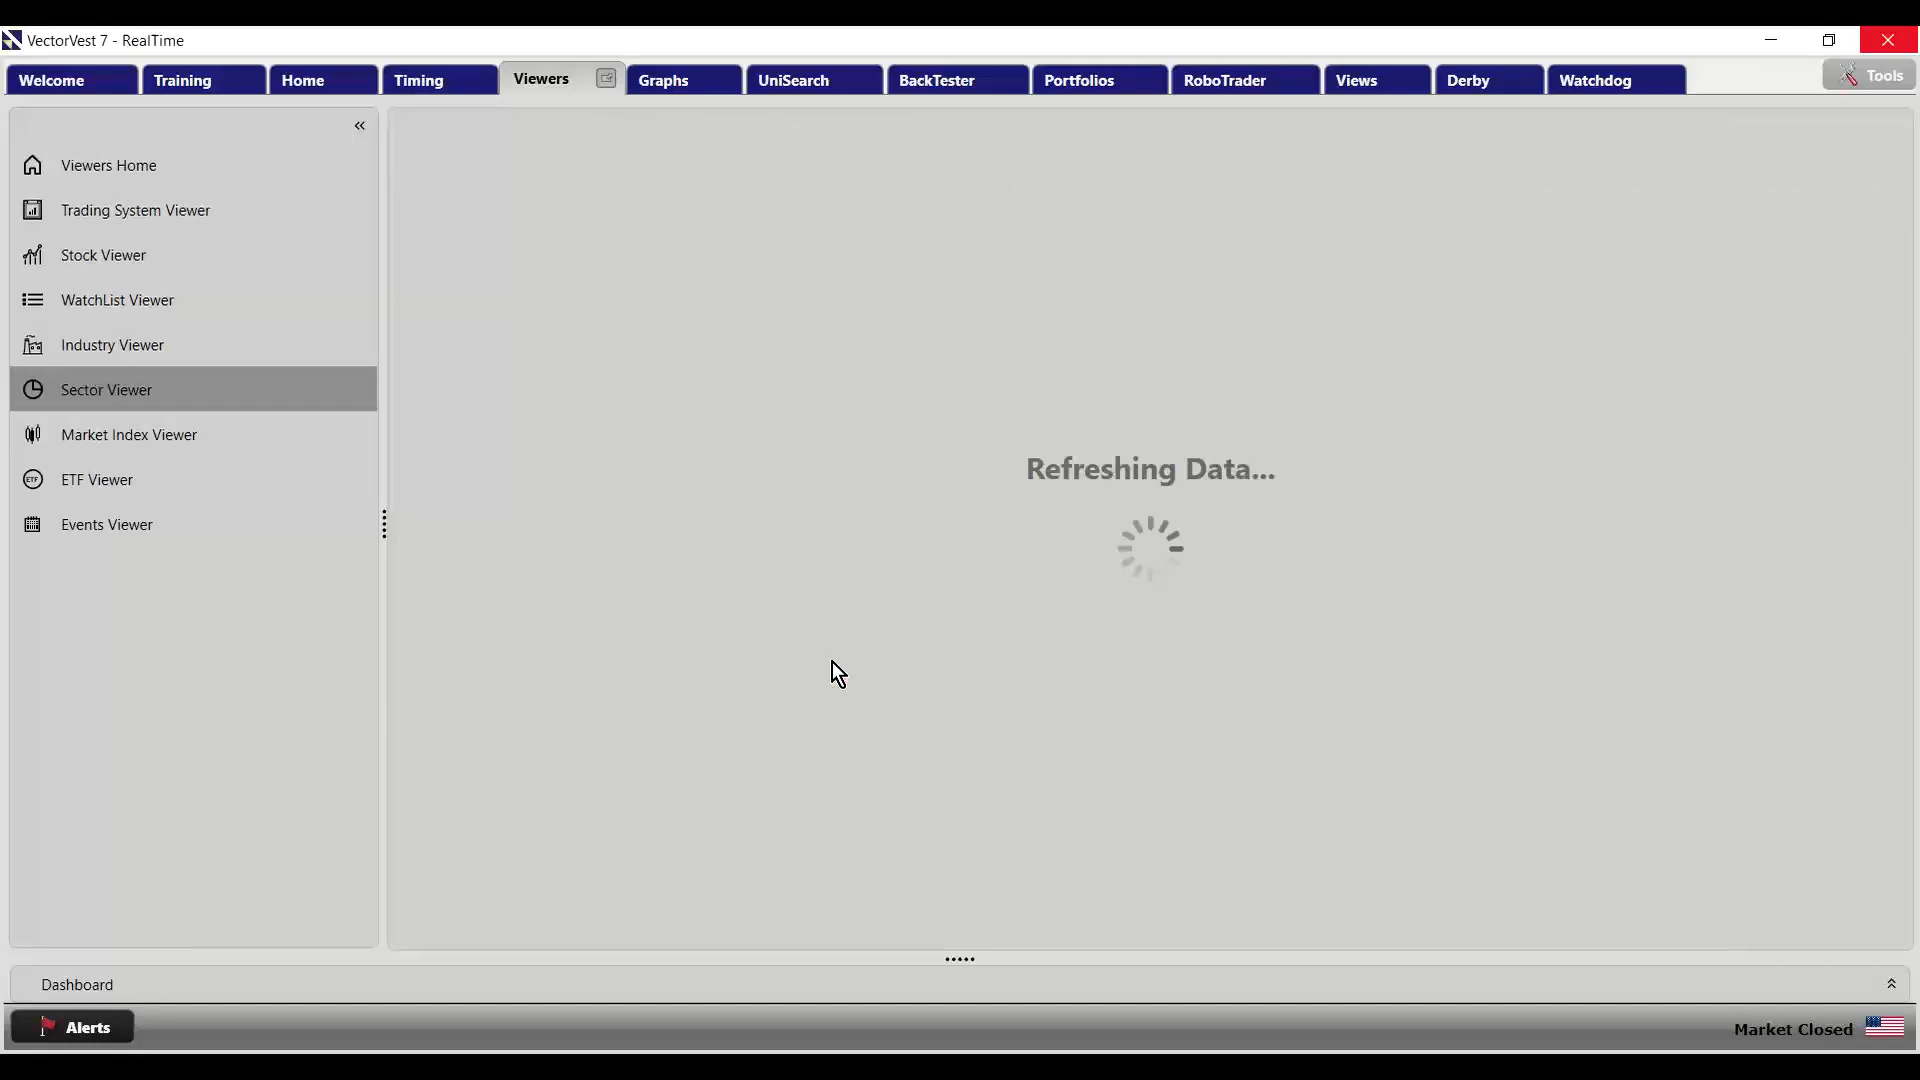 VectorVest 7 - RealTime
Welcome Training Home Timing Viewers Graphs UniSearch BackTester Portfolios RoboTrader Views Derby Watchdog Tools
Viewers Home
Trading System Viewer
Stock Viewer
WatchList Viewer
Industry Viewer
Sector Viewer
Market Index Viewer
ETF ETF Viewer
Events Viewer
Refreshing Data...
Dashboard
Alerts Market Closed